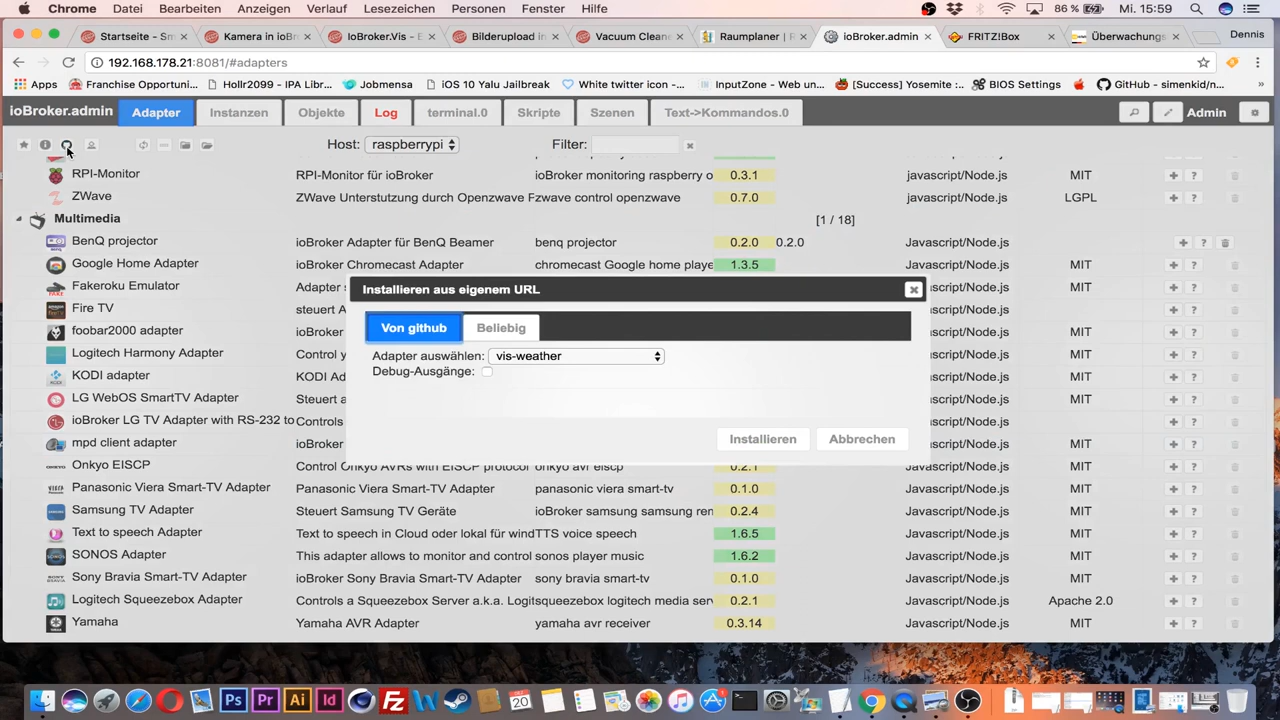 Chrome Datei Bearbeiten Anzeigen Verlauf Lesezeichen Personen Fenster Hilfe 86 % Mi. 15:59
Startseite - Sm Kamera in ioBr ioBroker.Vis - E Bilderupload in Vacuum Clean Raumplaner | R ioBroker.admin FRITZ!Box Überwachungs Dennis
192.168.178.21:8081/#adapters
Apps Franchise Opportuni... Hollr2099 - IPA Libr... Jobmensa iOS 10 Yalu Jailbreak White twitter icon -... InputZone - Web un... [Success] Yosemite :... BIOS Settings GitHub - simenkid/n... »
ioBroker.admin Adapter Instanzen Objekte Log terminal.0 Skripte Szenen Text->Kommandos.0 Admin
Host: raspberrypi Filter:
RPI-Monitor RPI-Monitor für ioBroker ioBroker monitoring raspberry o 0.3.1 javascript/Node.js MIT
ZWave ZWave Unterstutzung durch Openzwave F zwave control openzwave 0.7.0 LGPL
Multimedia [1 / 18]
BenQ projector ioBroker Adapter für BenQ Beamer benq projector 0.2.0 0.2.0 Javascript/Node.js
Google Home Adapter ioBroker Chromecast Adapter chromecast Google home playe 1.3.5 Javascript/Node.js MIT
Fakeroku Emulator Adapter s Javascript/Node.js MIT
Installieren aus eigenem URL
Fire TV steuert A Javascript/Node.js MIT
foobar2000 adapter ioBroker Javascript/Node.js MIT
Von github Beliebig
Logitech Harmony Adapter Control y Javascript/Node.js MIT
Adapter auswählen: vis-weather
Debug-Ausgänge:
KODI adapter KODI Ad Javascript/Node.js MIT
LG WebOS SmartTV Adapter Steuert a Javascript/Node.js MIT
ioBroker LG TV Adapter with RS-232 to Controls Javascript/Node.js MIT
mpd client adapter ioBroker Javascript/Node.js MIT
Installieren Abbrechen
Onkyo EISCP Control Onkyo AVRs with EISCP protocol onkyo avr eiscp 0.2.1 Javascript/Node.js MIT
Panasonic Viera Smart-TV Adapter Panasonic Viera Smart-TV Adapter panasonic viera smart-tv 0.1.0 Javascript/Node.js MIT
Samsung TV Adapter Steuert Samsung TV Geräte ioBroker samsung samsung ren 0.2.4 Javascript/Node.js MIT
Text to speech Adapter Text to speech in Cloud oder lokal für wind TTS voice speech 1.6.5 Javascript/Node.js MIT
SONOS Adapter This adapter allows to monitor and control sonos player music 1.6.2 Javascript/Node.js MIT
Sony Bravia Smart-TV Adapter ioBroker Sony Bravia Smart-TV Adapter sony bravia smart-tv 0.1.0 Javascript/Node.js MIT
Logitech Squeezebox Adapter Controls a Squeezebox Server a.k.a. Logit squeezebox logitech media serv 0.2.1 Javascript/Node.js Apache 2.0
Yamaha Yamaha AVR Adapter yamaha avr receiver 0.3.14 Javascript/Node.js MIT
Ps Pr Ai Id Fz 20